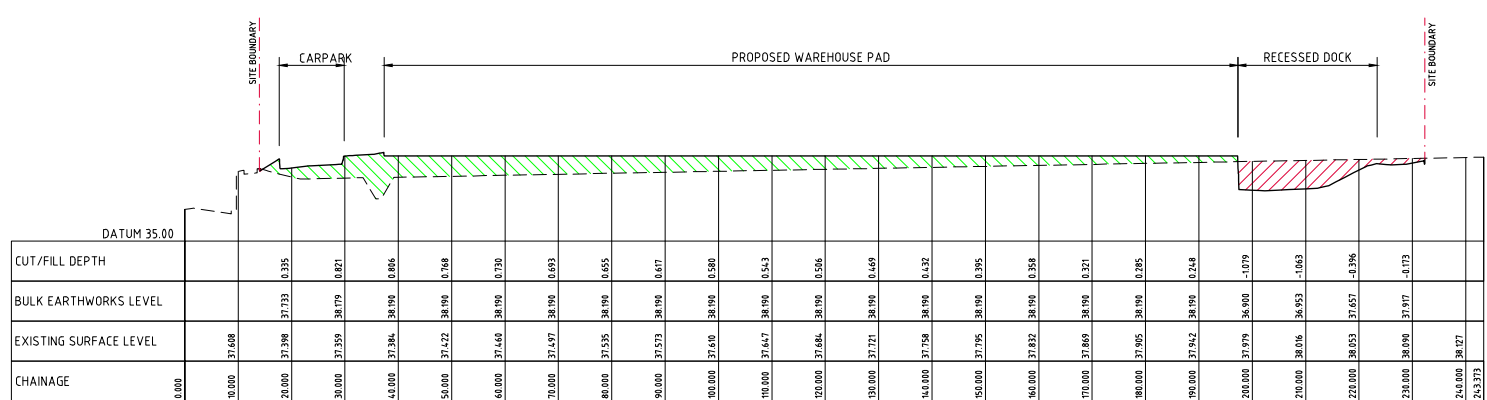 SITE BOUNDARY
CARPARK
PROPOSED WAREHOUSE PAD
RECESSED DOCK
SITE BOUNDARY
DATUM 35.00
CUT/FILL DEPTH 0.335 0.821 0.806 0.768 0.730 0.693 0.655 0.617 0.580 0.543 0.506 0.469 0.432 0.395 0.358 0.321 0.285 0.248 -1.079 -1.063 -0.396 -0.173
BULK EARTHWORKS LEVEL 37.733 38.179 38.190 38.190 38.190 38.190 38.190 38.190 38.190 38.190 38.190 38.190 38.190 38.190 38.190 38.190 38.190 38.190 36.900 36.953 37.657 37.917
EXISTING SURFACE LEVEL 37.608 37.398 37.359 37.384 37.422 37.460 37.497 37.535 37.573 37.610 37.647 37.684 37.721 37.758 37.795 37.832 37.869 37.905 37.942 37.979 38.016 38.053 38.090 38.127
CHAINAGE 0.000 10.000 20.000 30.000 40.000 50.000 60.000 70.000 80.000 90.000 100.000 110.000 120.000 130.000 140.000 150.000 160.000 170.000 180.000 190.000 200.000 210.000 220.000 230.000 240.000 243.373